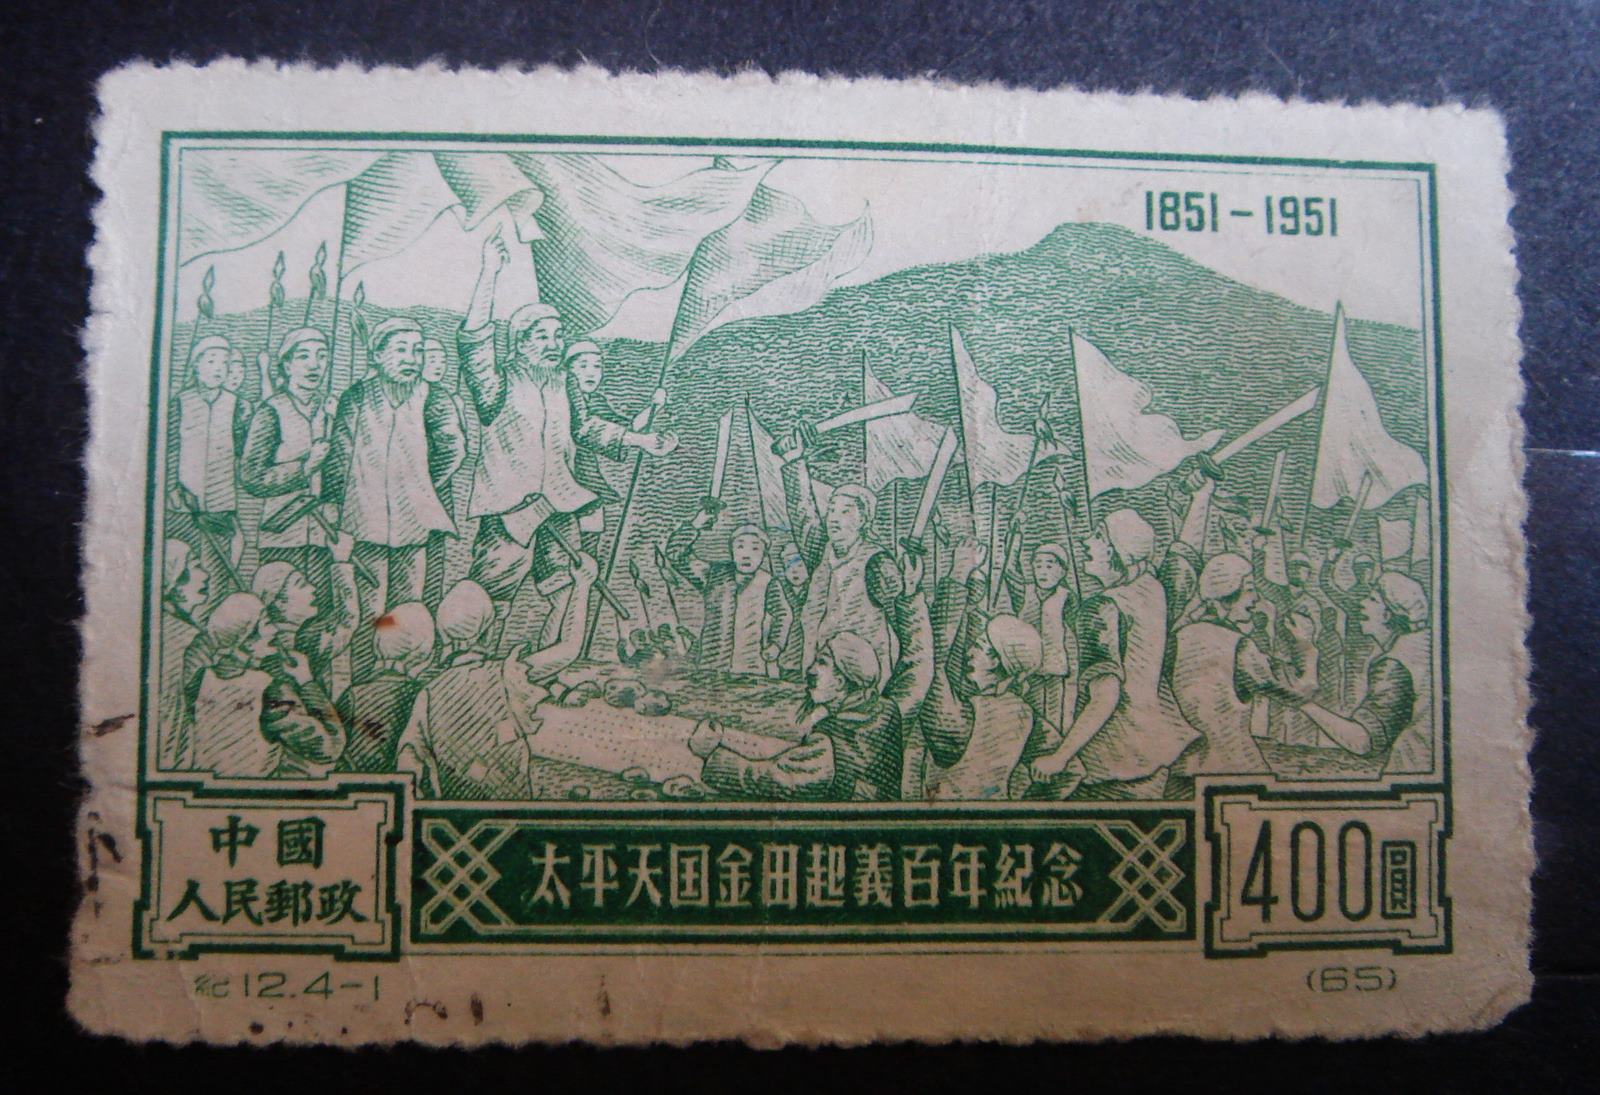 1851-1951
中國
人民郵政
太平天国金田起義百年紀念
400圓
紀12.4-1
(65)